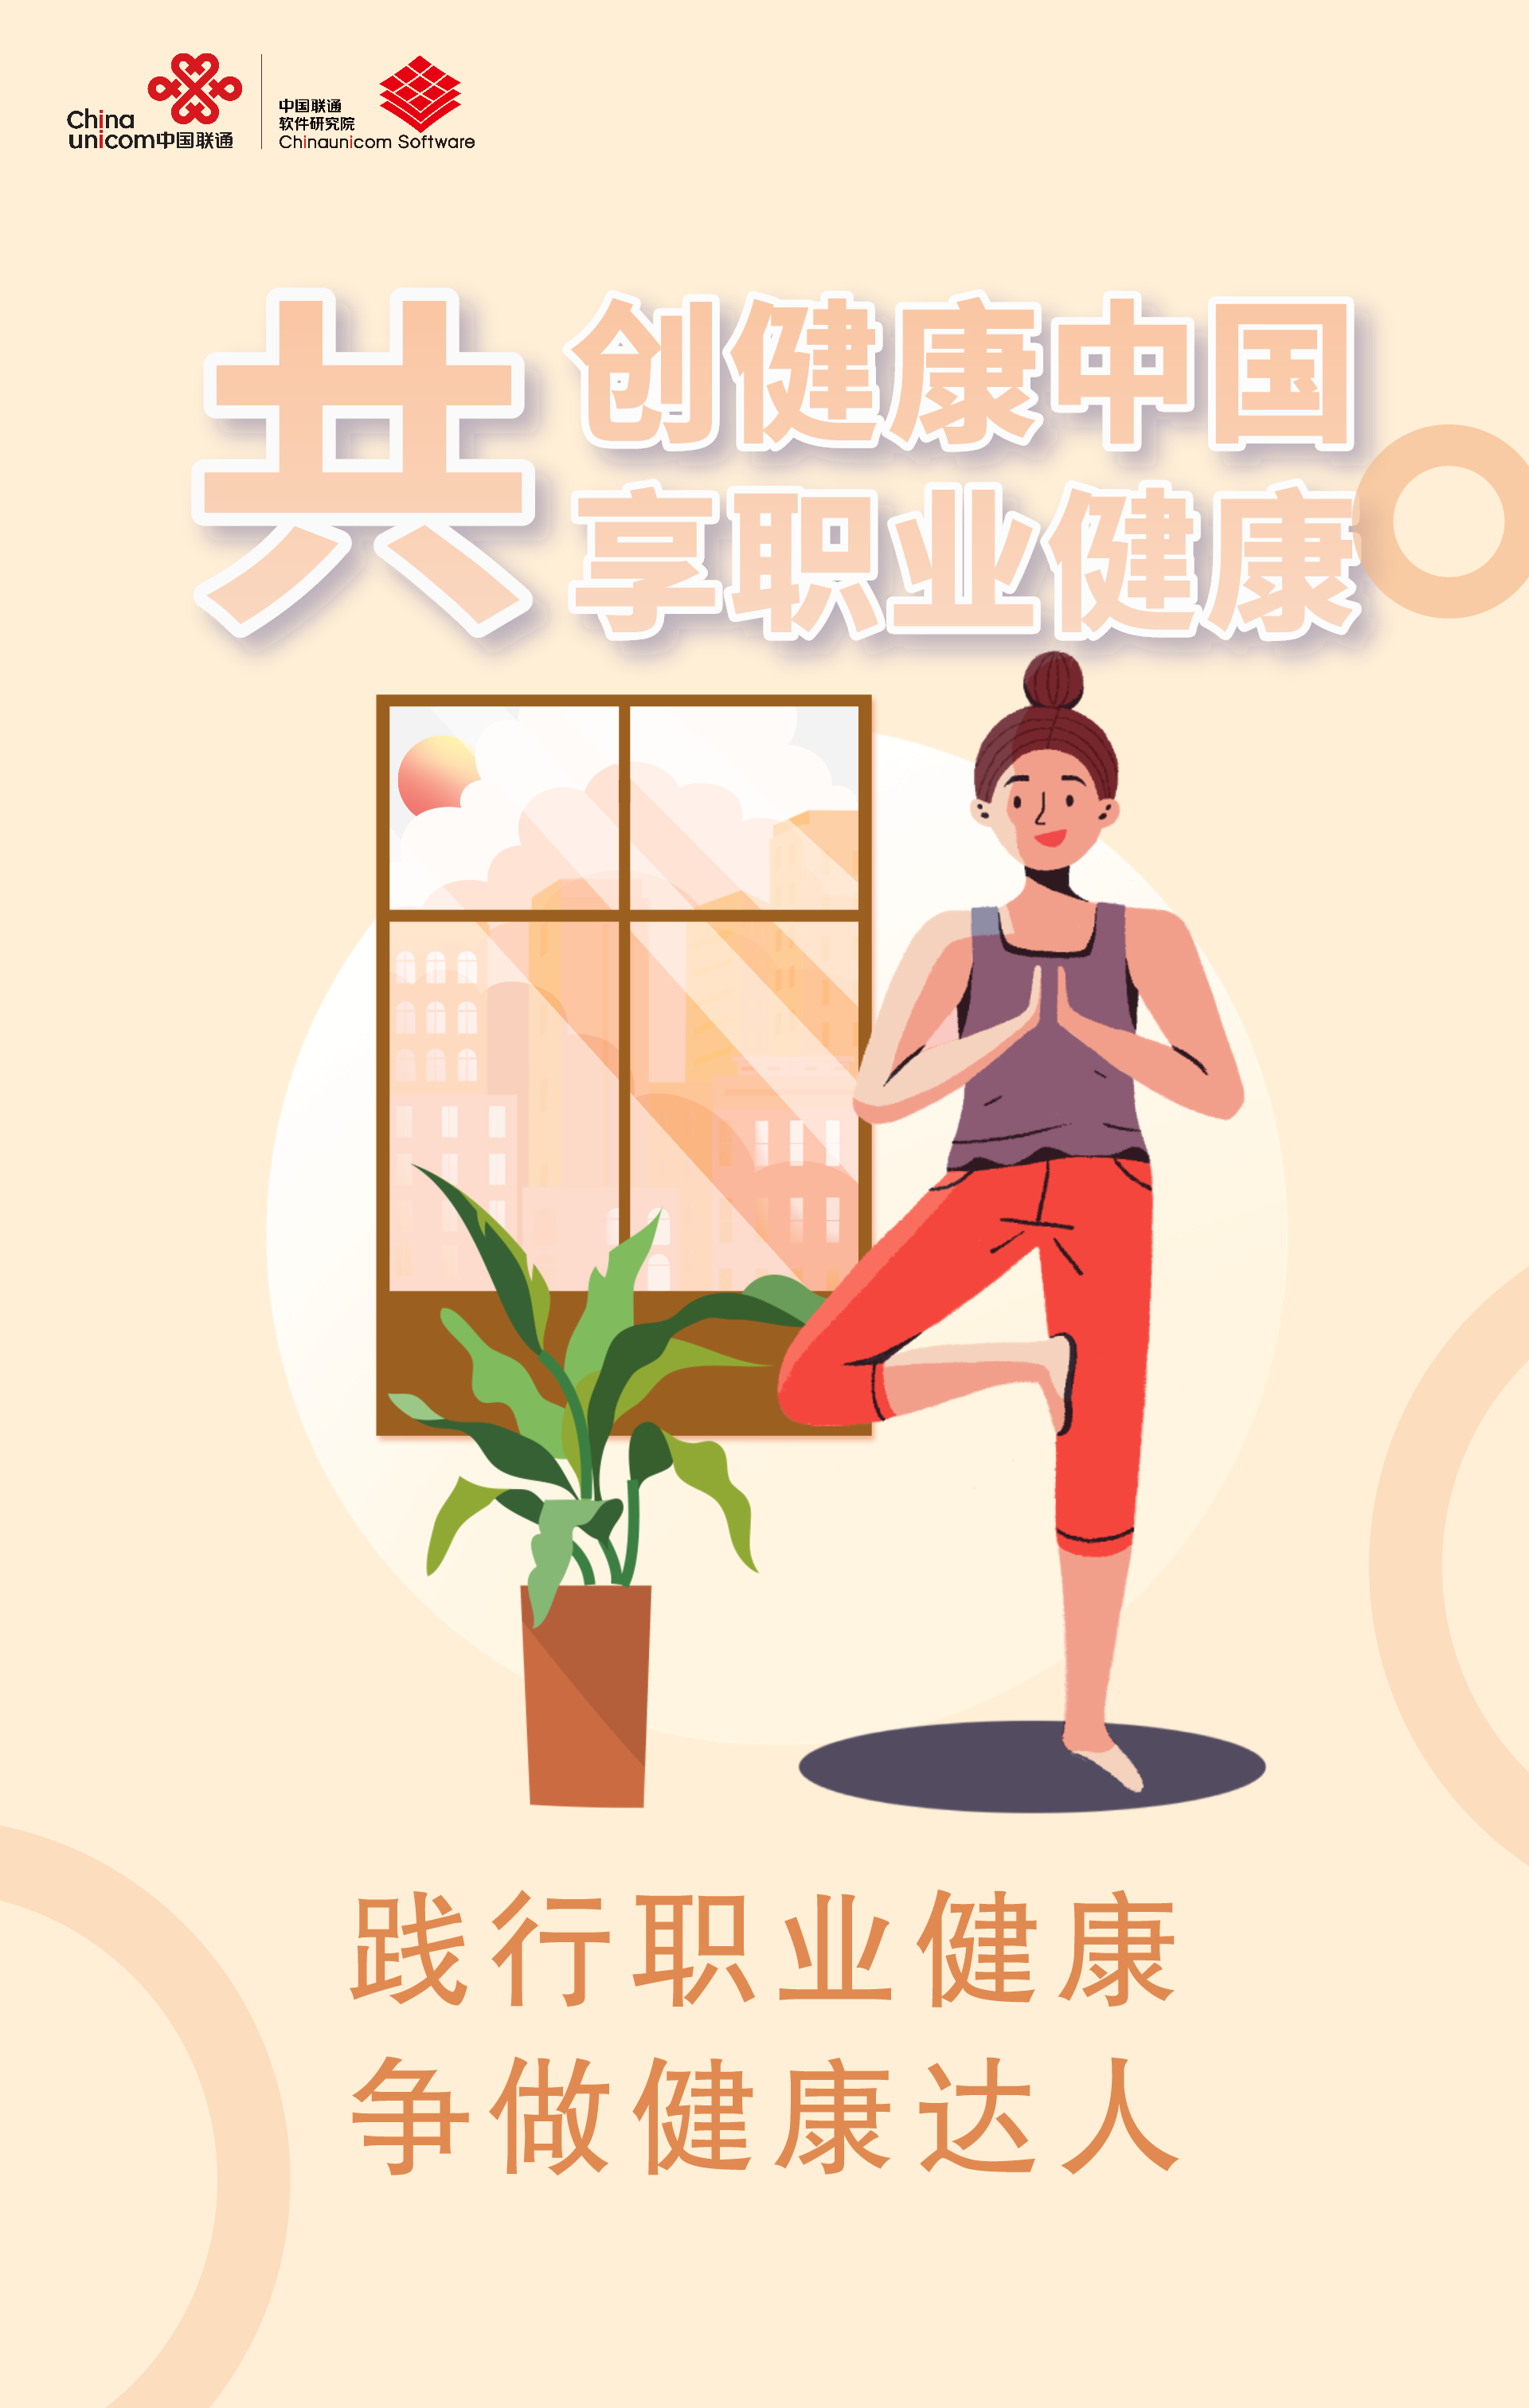 China
unicom中国联通
中国联通
软件研究院
Chinaunicom Software
共
创健康中国
享职业健康
践行职业健康
争做健康达人